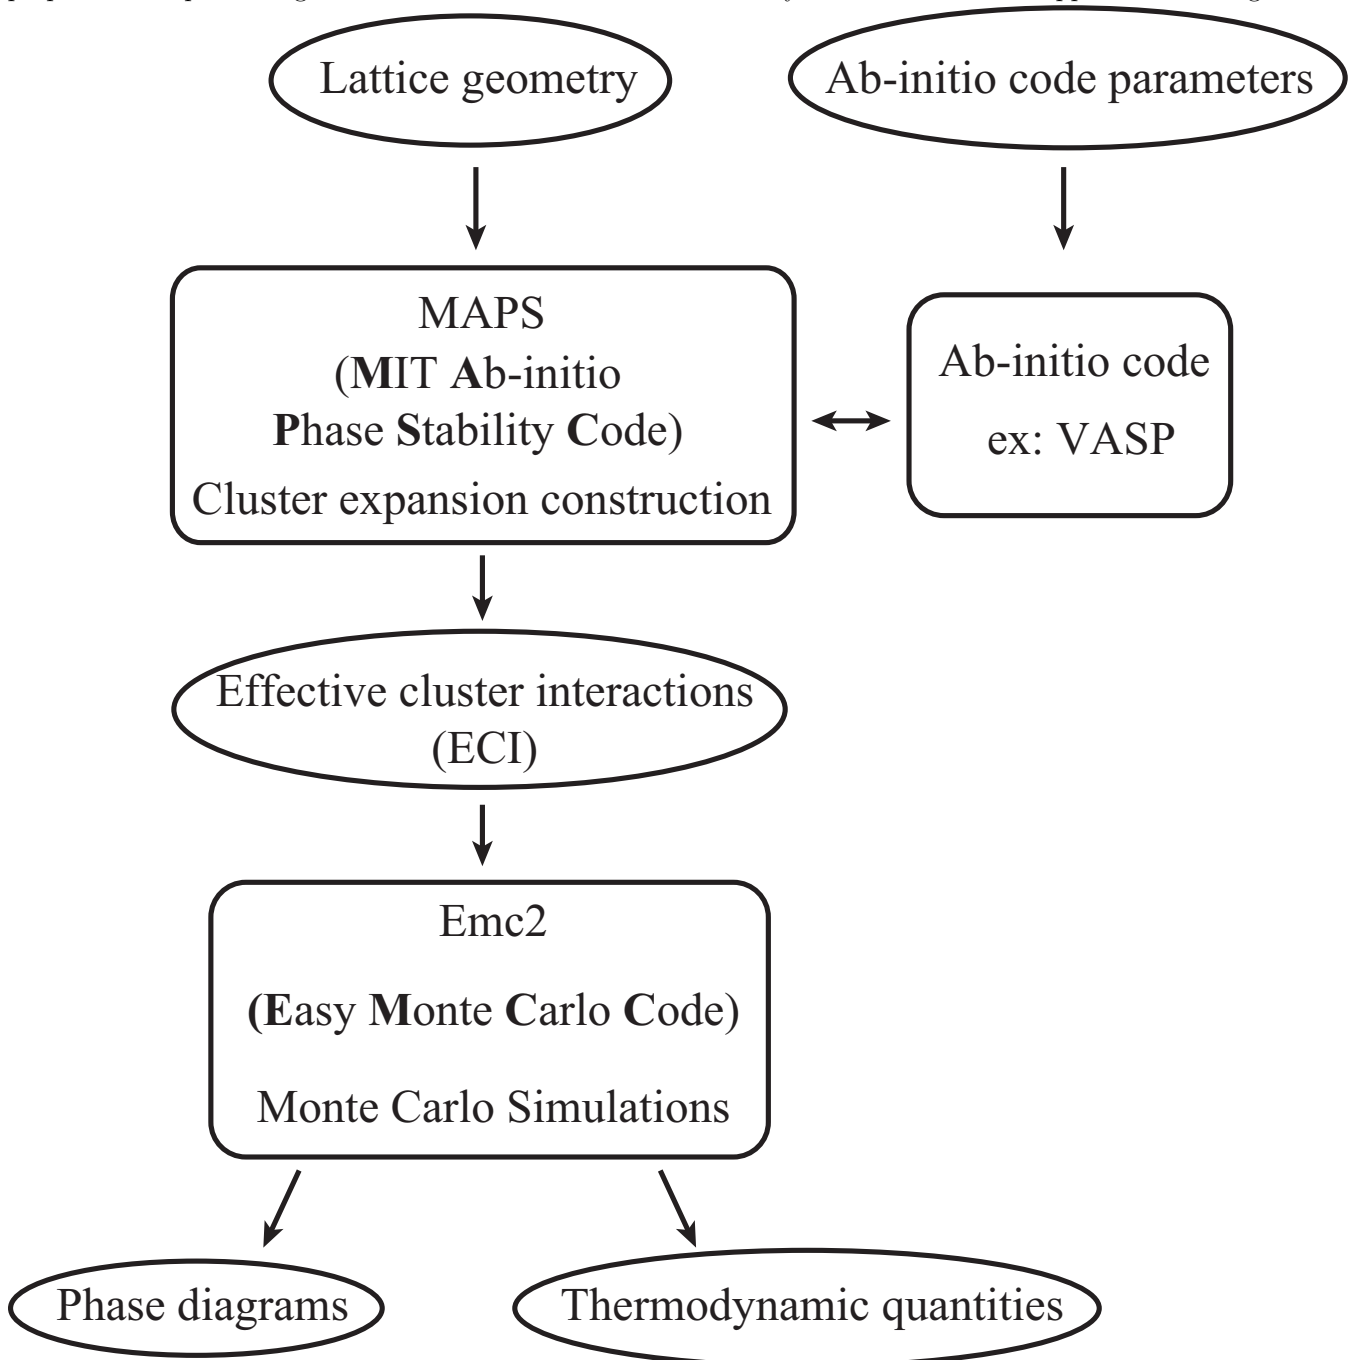 Lattice geometry
Ab-initio code parameters
MAPS
(MIT Ab-initio
Phase Stability Code)
Cluster expansion construction
Ab-initio code
ex: VASP
Effective cluster interactions
(ECI)
Emc2
(Easy Monte Carlo Code)
Monte Carlo Simulations
Phase diagrams
Thermodynamic quantities